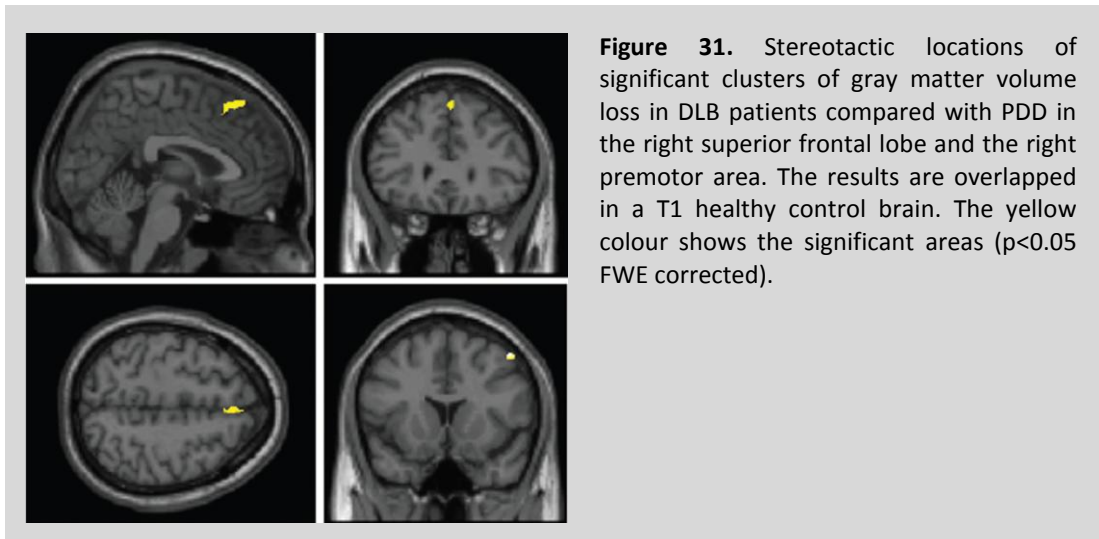 Figure 31. Stereotactic locations of
significant clusters of gray matter volume
loss in DLB patients compared with PDD in
the right superior frontal lobe and the right
premotor area. The results are overlapped
in a T1 healthy control brain. The yellow
colour shows the significant areas (p<0.05
FWE corrected).